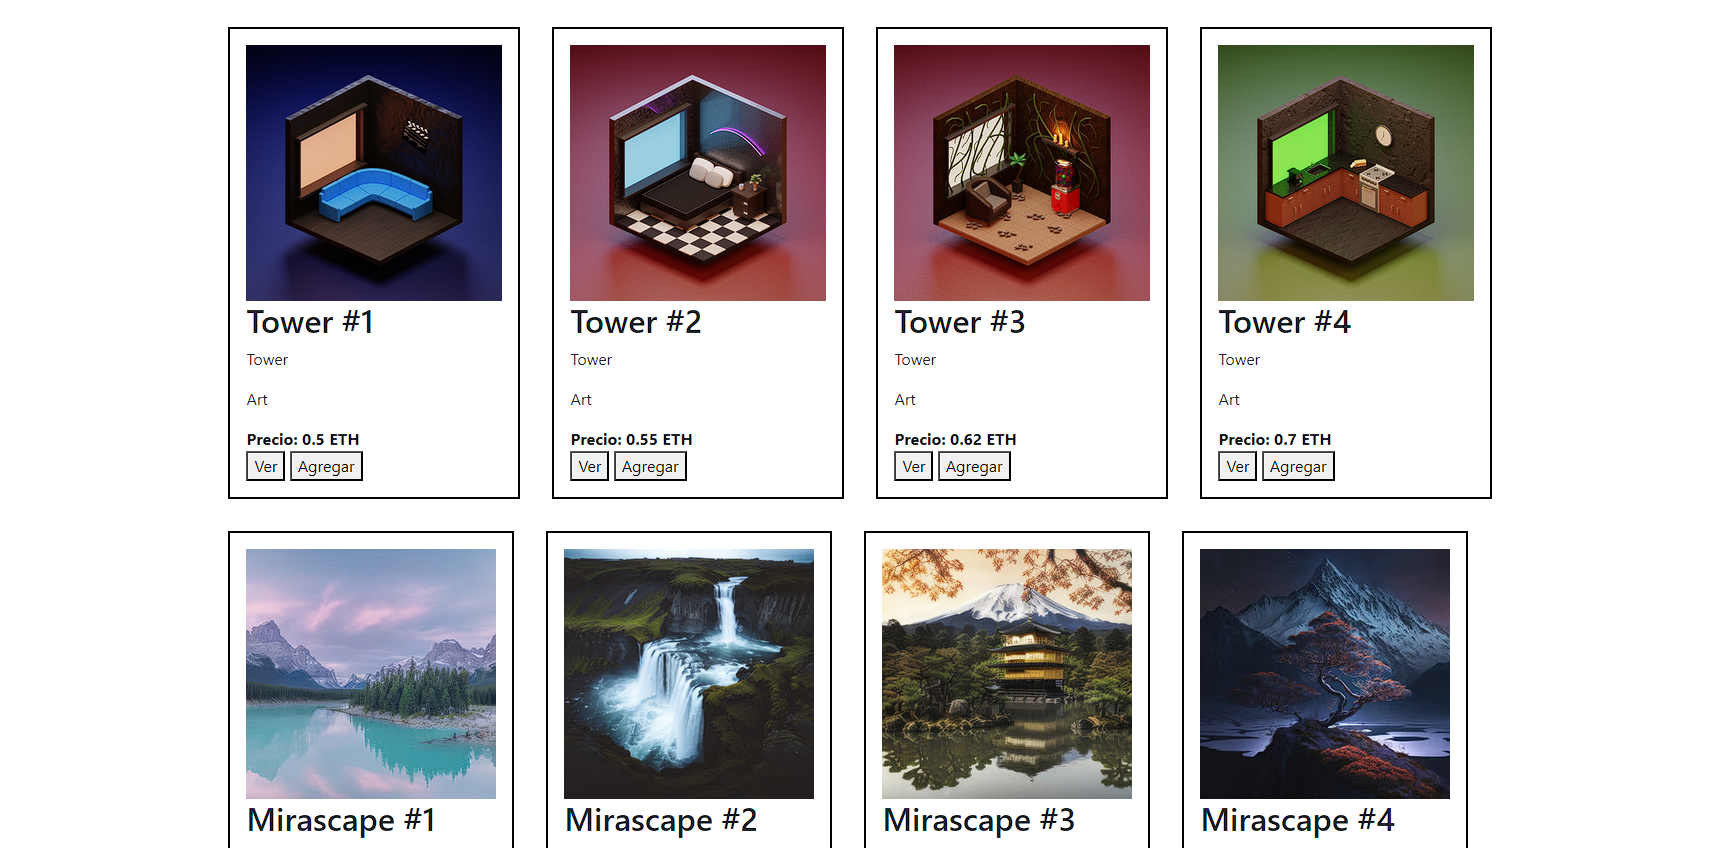 Tower #1
Tower
Art
Precio: 0.5 ETH
Ver Agregar
Tower #2
Tower
Art
Precio: 0.55 ETH
Ver Agregar
Tower #3
Tower
Art
Precio: 0.62 ETH
Ver Agregar
Tower #4
Tower
Art
Precio: 0.7 ETH
Ver Agregar
Mirascape #1
Mirascape #2
Mirascape #3
Mirascape #4